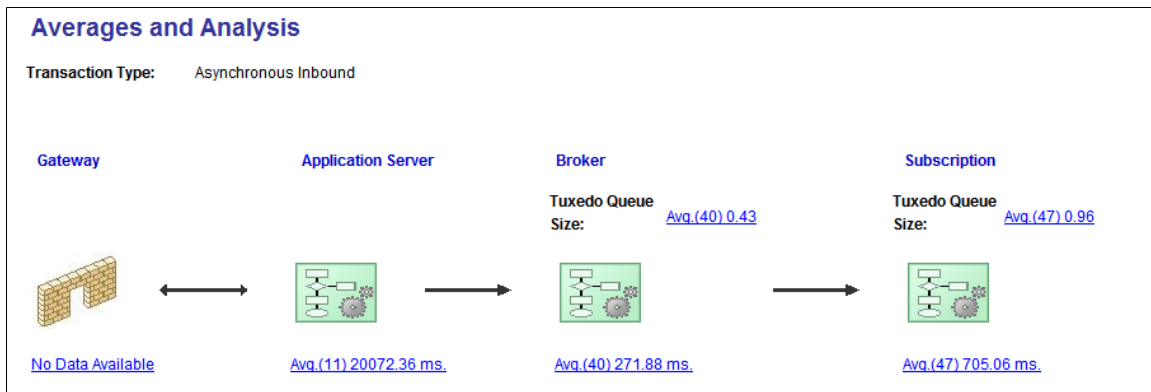 Averages and Analysis
Transaction Type: Asynchronous Inbound
Gateway Application Server Broker Subscription
Tuxedo Queue Size: Avg.(40) 0.43
Tuxedo Queue Size: Avg.(47) 0.96
No Data Available Avg.(11) 20072.36 ms. Avg.(40) 271.88 ms. Avg.(47) 705.06 ms.